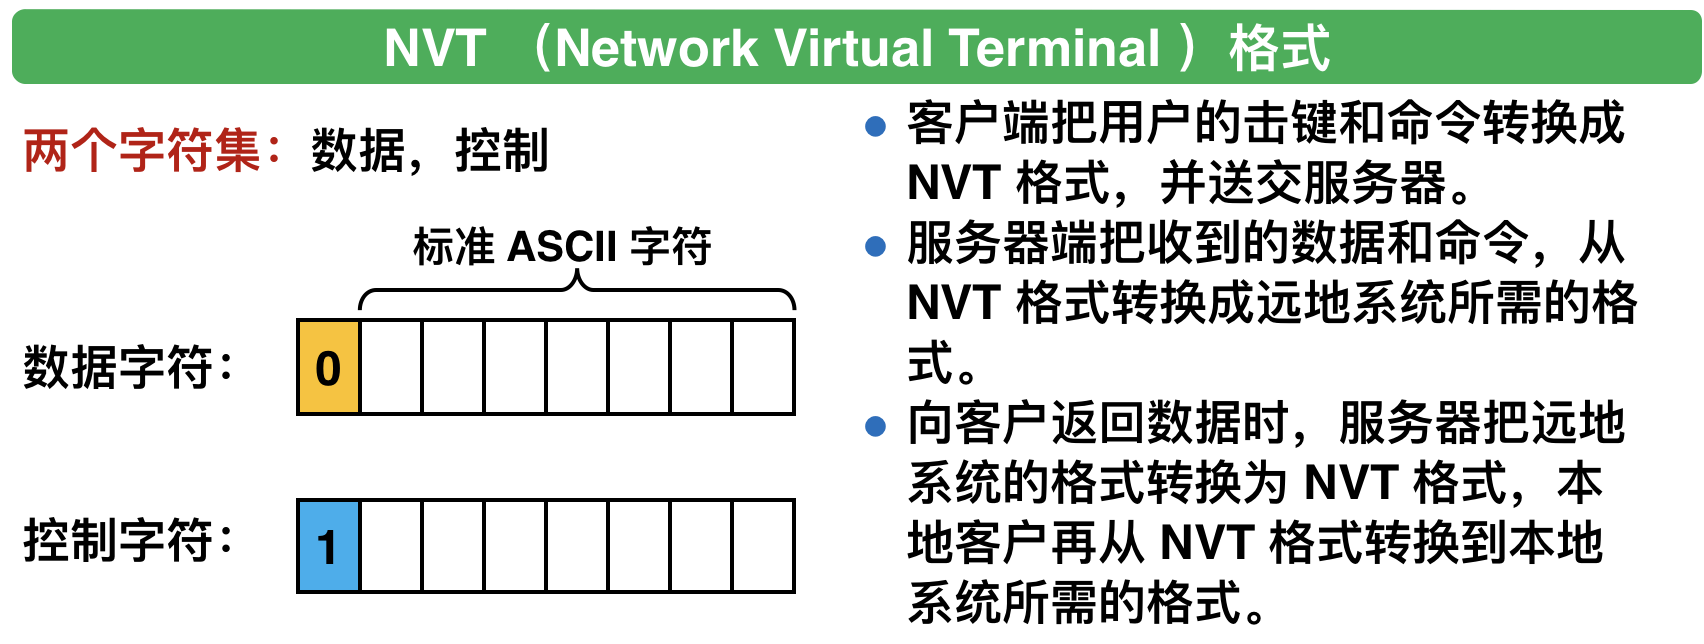 NVT （Network Virtual Terminal ）格式
两个字符集：数据，控制
标准 ASCII 字符
数据字符：
0
控制字符：
1
● 客户端把用户的击键和命令转换成
NVT 格式，并送交服务器。
● 服务器端把收到的数据和命令，从
NVT 格式转换成远地系统所需的格
式。
● 向客户返回数据时，服务器把远地
系统的格式转换为 NVT 格式，本
地客户再从 NVT 格式转换到本地
系统所需的格式。